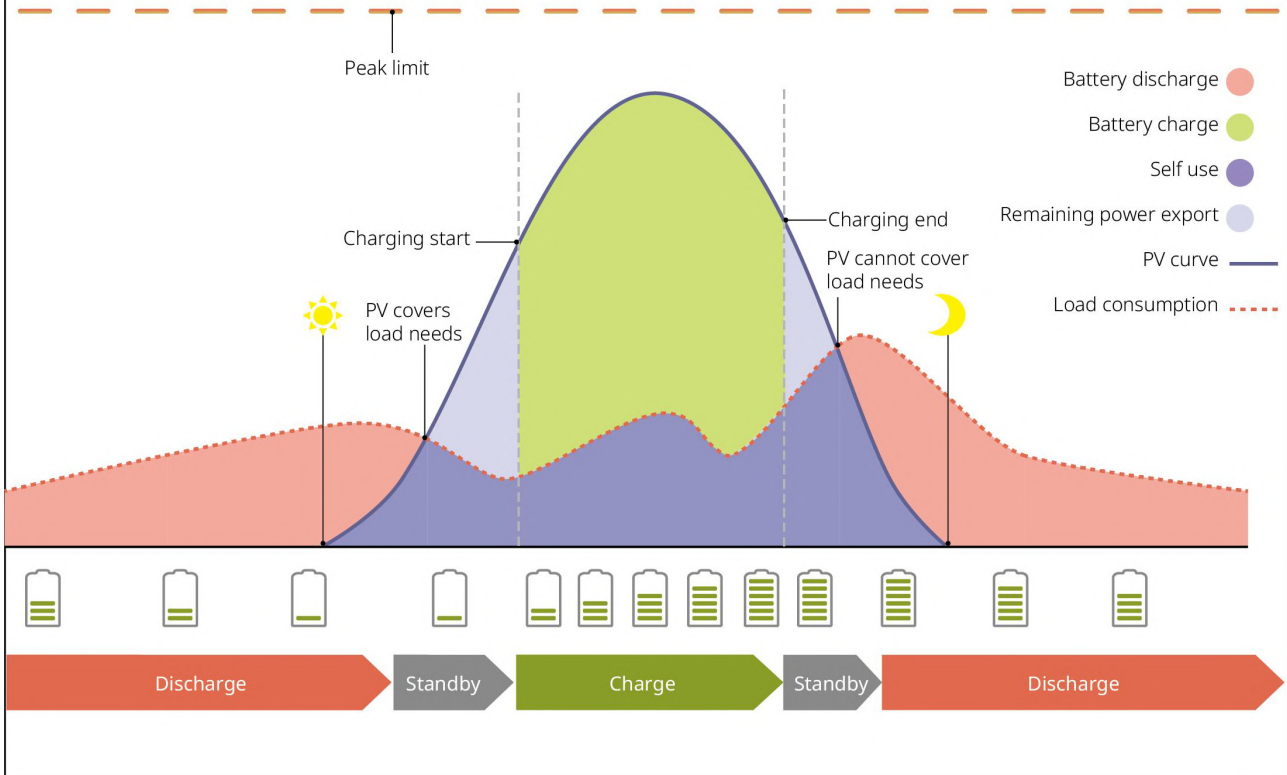 Peak limit
Battery discharge
Battery charge
Self use
Remaining power export
PV curve
Load consumption
Charging start
Charging end
PV cannot cover
load needs
PV covers
load needs
Discharge
Standby
Charge
Standby
Discharge